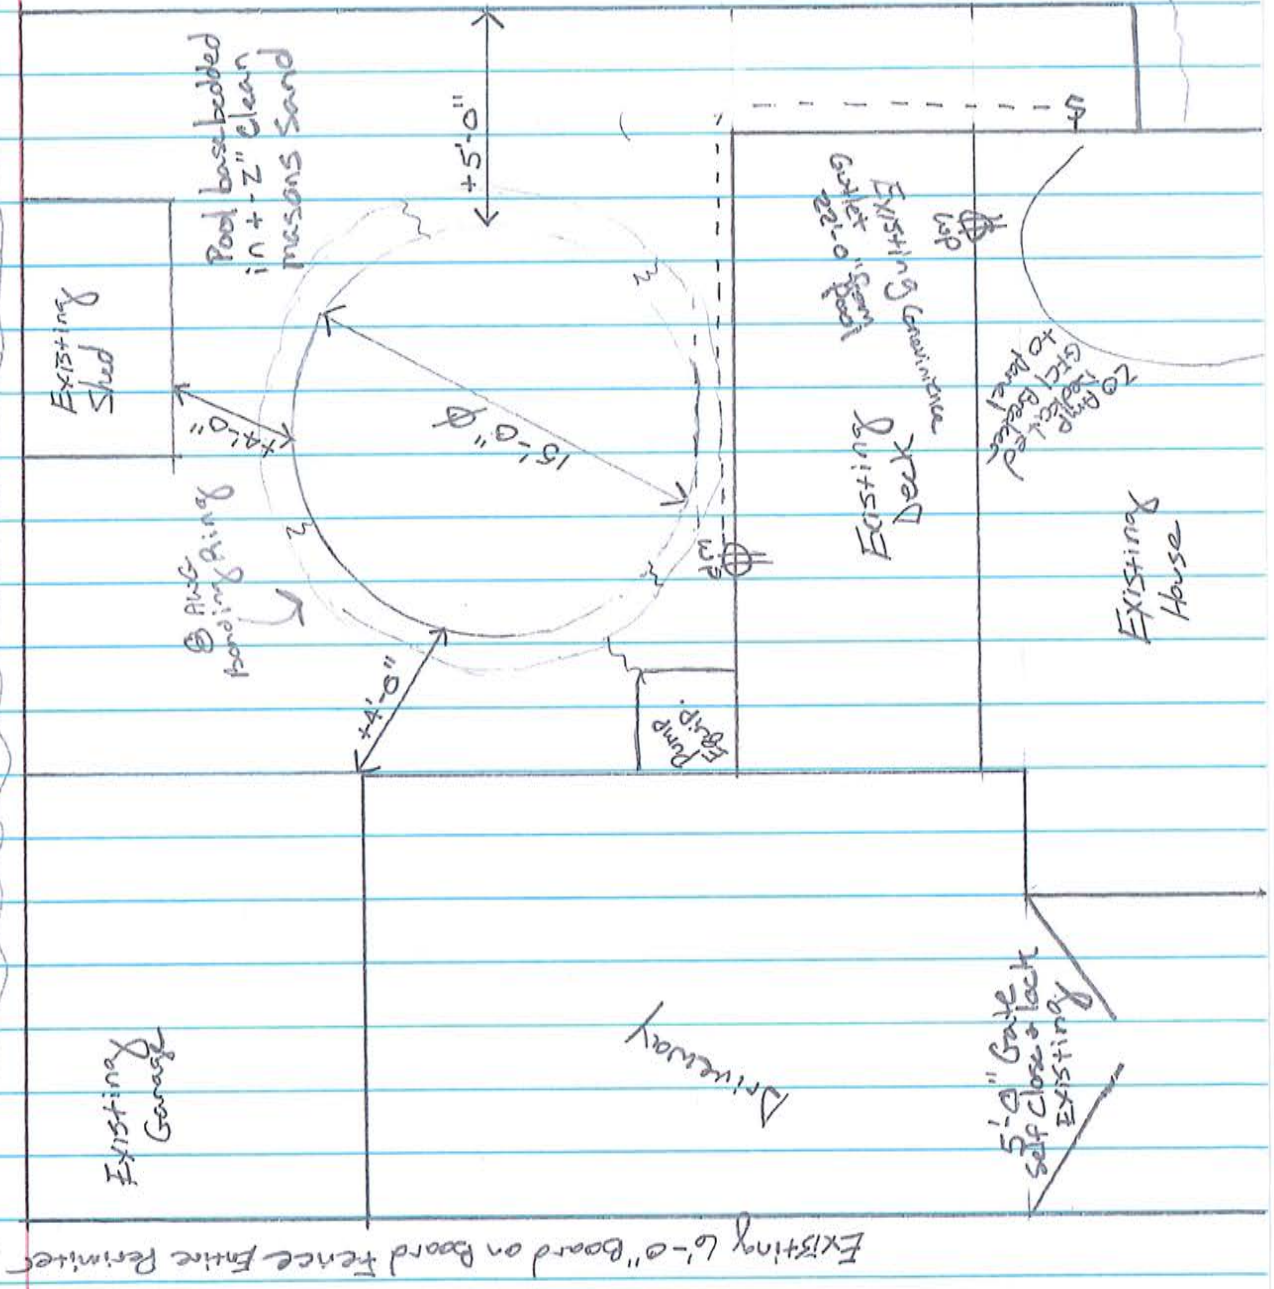 Pool base bedded
in +- 2" clean
masons sand
+5'-0"
Existing
Shed
+4'-0"
15'-0" Ø
8 AWG
Bonding Ring
+4'-0"
WP
Pump
Equip.
Existing Convinience
Outlet
22'-0" from
pool
WP
Existing
Deck
20 Amp
Dedicated
GFCI Breaker
to panel
Existing
House
Existing
Garage
Driveway
5'-0" Gate
Self Close + lock
Existing
Existing 6'-0" Board on Board Fence Entire Perimiter